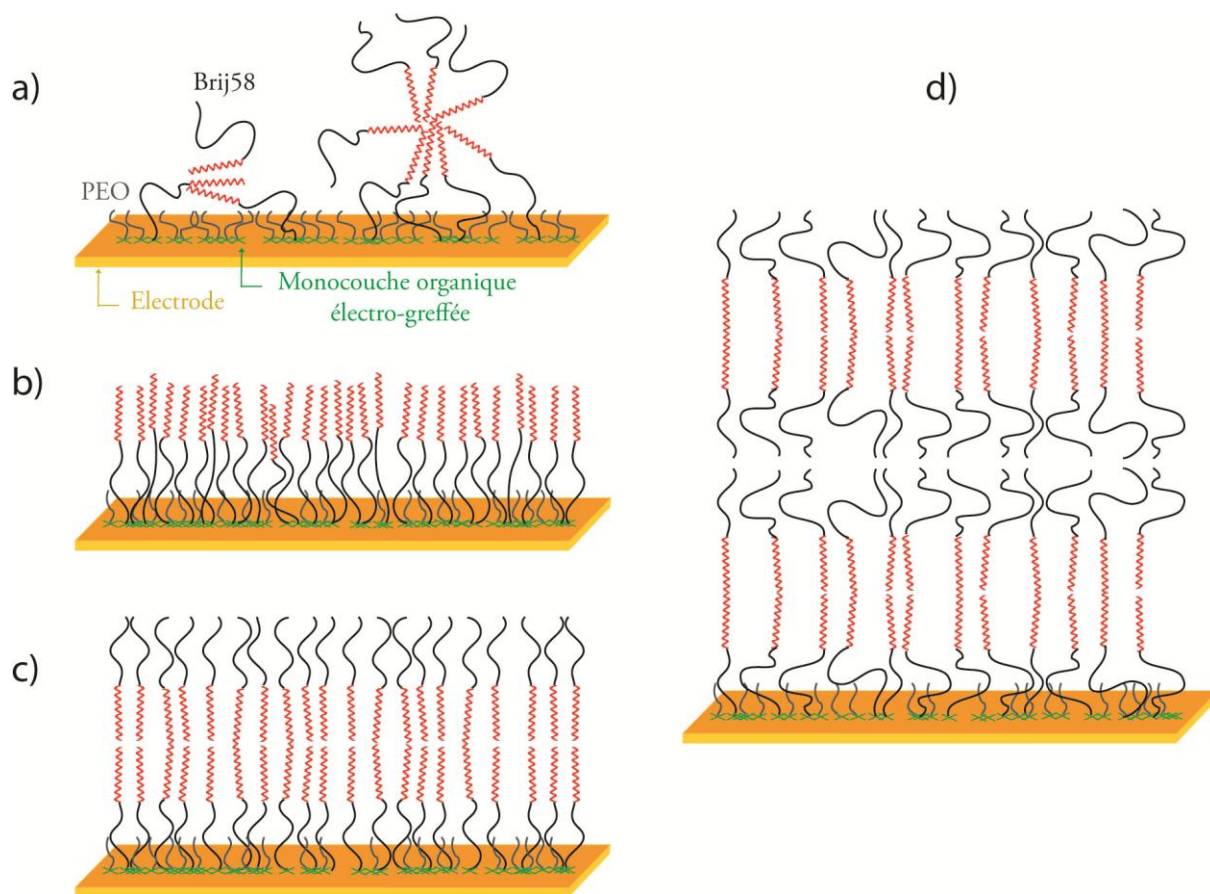 a)
Brij58
PEO
Electrode
Monocouche organique
électro-greffée
b)
c)
d)